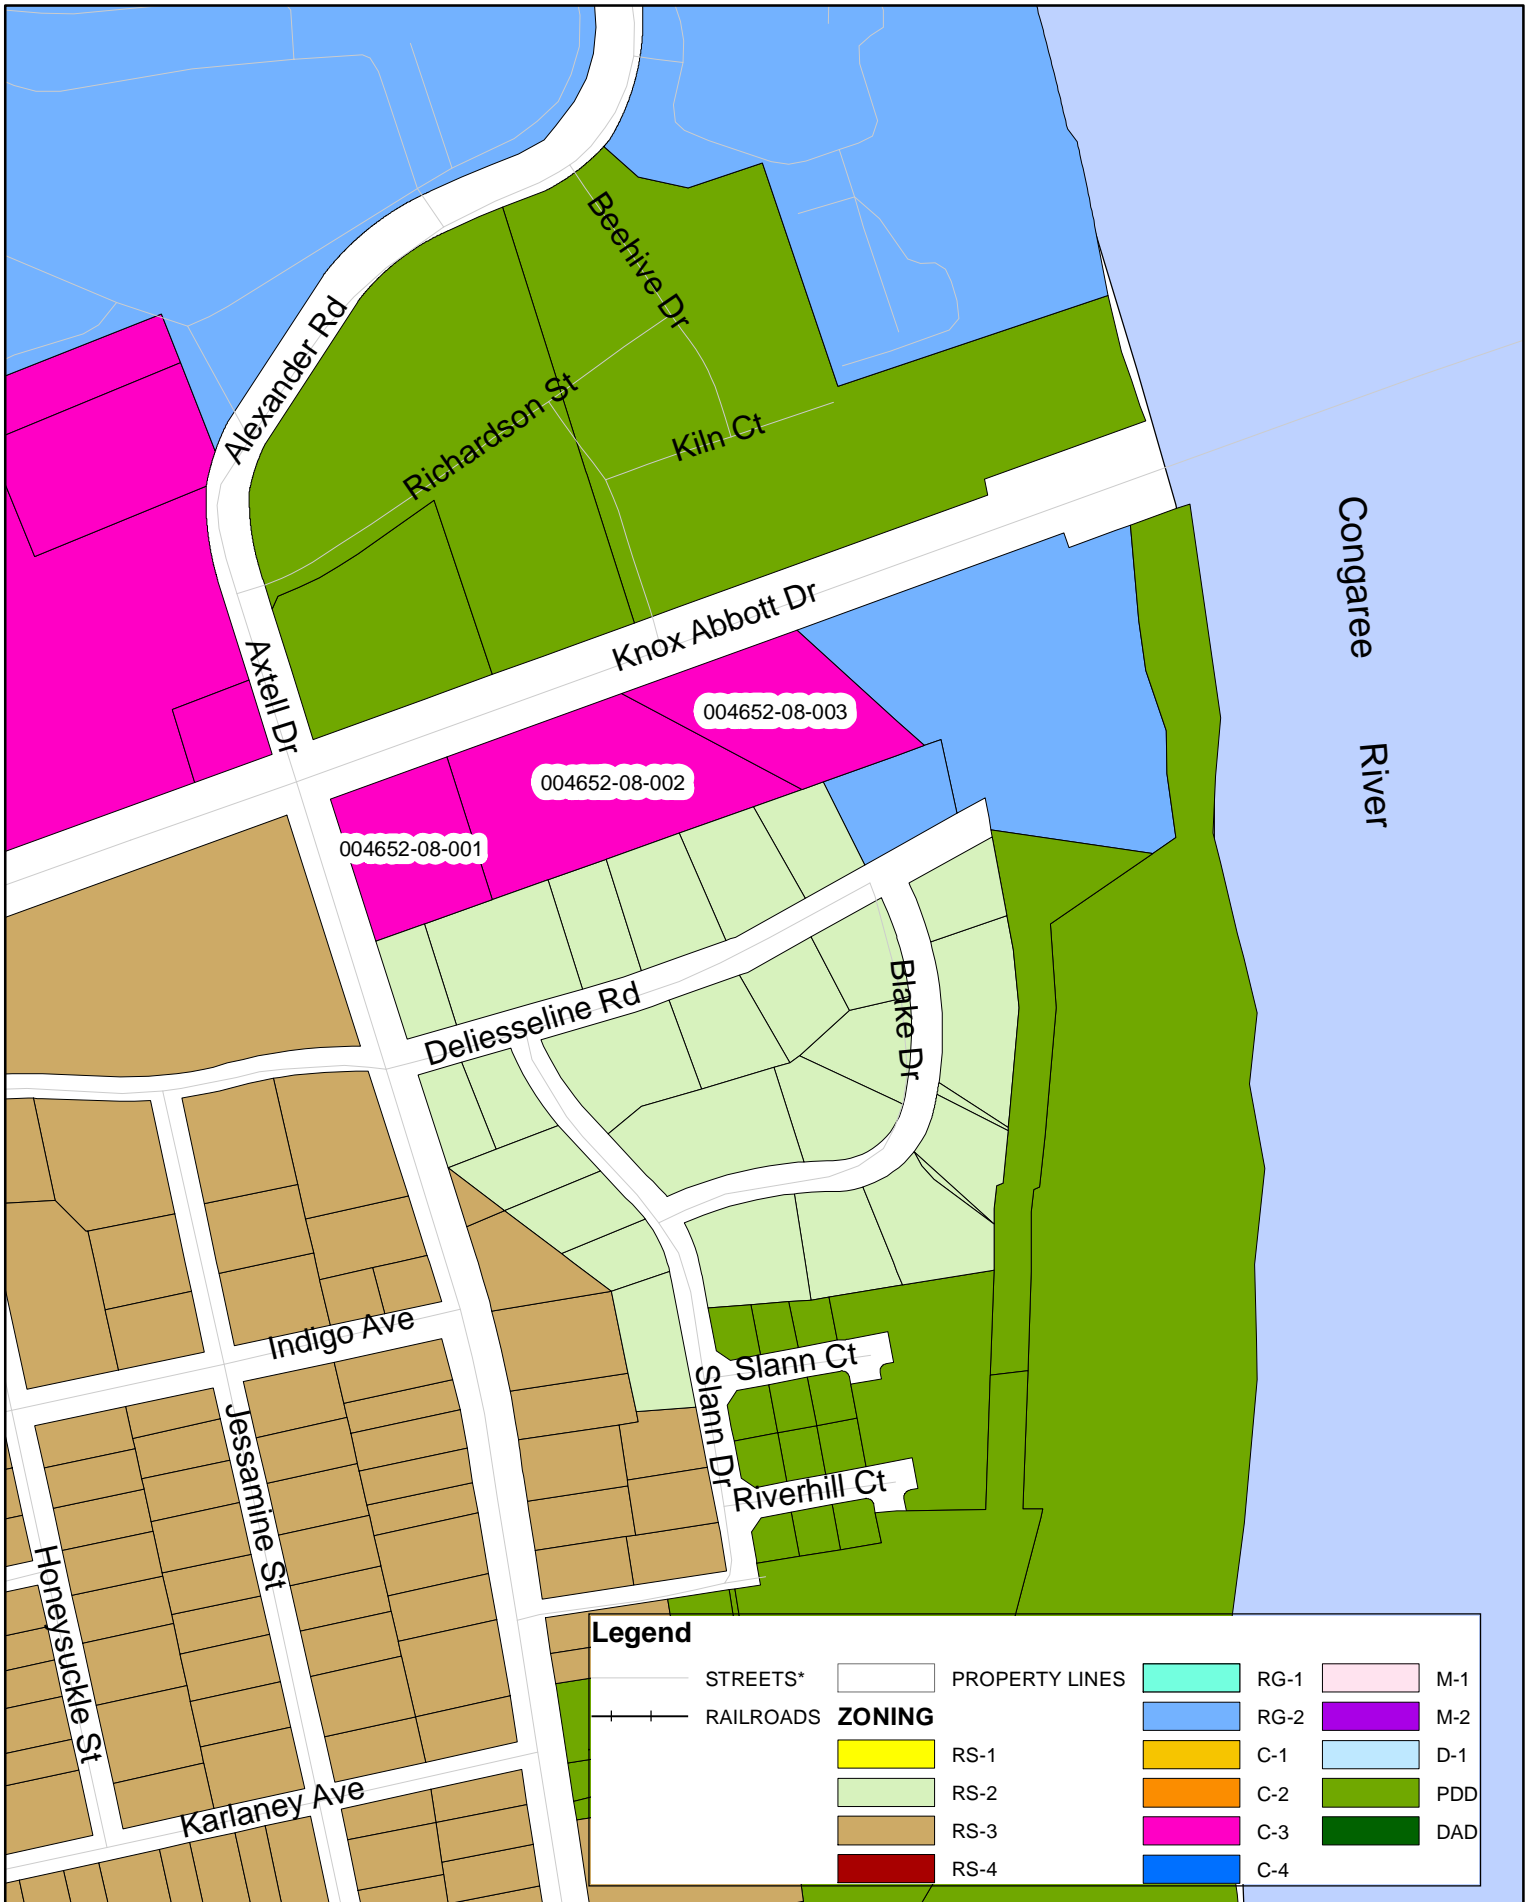 Beehive Dr
Alexander Rd
Richardson St
Kiln Ct
Congaree
River
Knox Abbott Dr
Axtell Dr
004652-08-003
004652-08-002
004652-08-001
Blake Dr
Deliesseline Rd
Indigo Ave
Slann Ct
Slann Dr
Jessamine St
Riverhill Ct
Honeysuckle St
Karlaney Ave
Legend
STREETS*
RAILROADS
PROPERTY LINES
ZONING
RS-1
RS-2
RS-3
RS-4
RG-1
RG-2
C-1
C-2
C-3
C-4
M-1
M-2
D-1
PDD
DAD